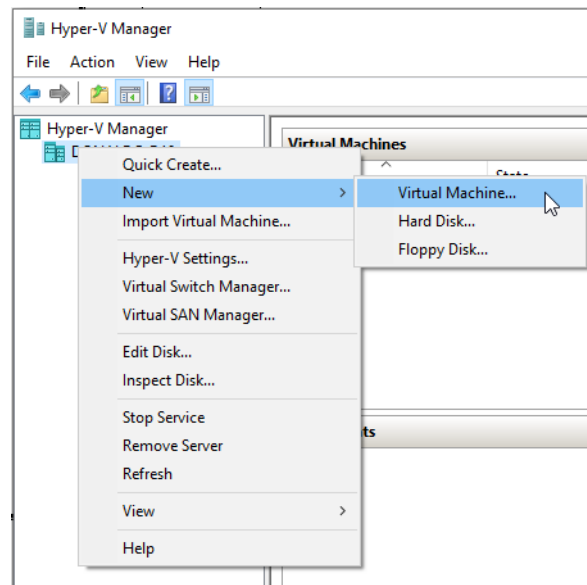 Hyper-V Manager
File Action View Help
Hyper-V Manager
Virtual Machines
Quick Create...
New
Virtual Machine...
Import Virtual Machine...
Hard Disk...
Floppy Disk...
Hyper-V Settings...
Virtual Switch Manager...
Virtual SAN Manager...
Edit Disk...
Inspect Disk...
Stop Service
Remove Server
Refresh
View
Help